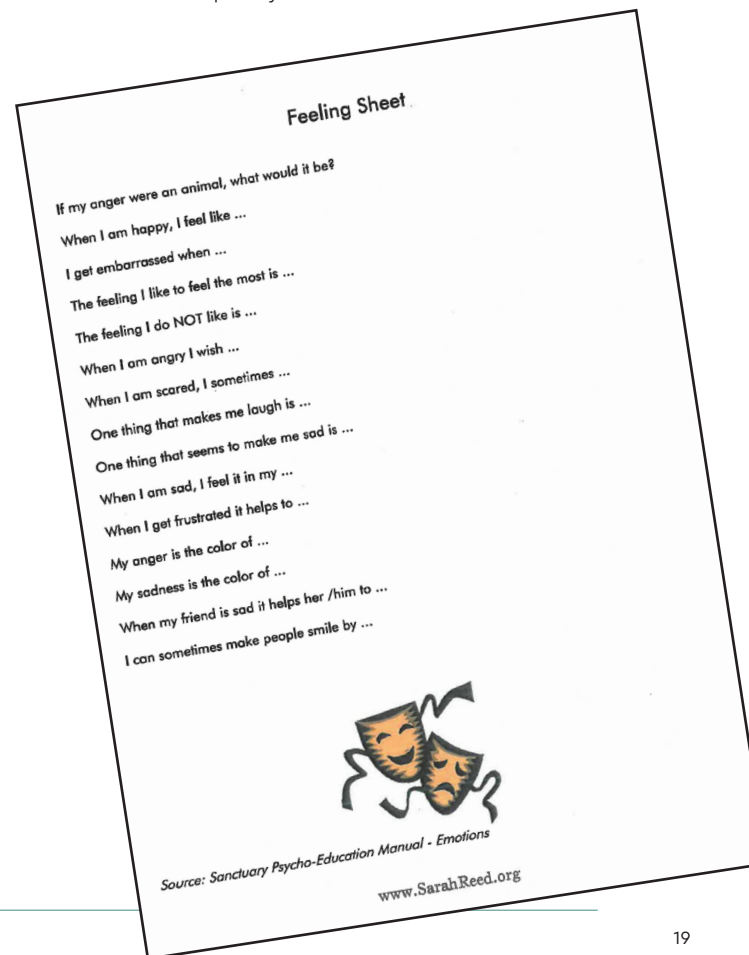 Feeling Sheet
If my anger were an animal, what would it be?
When I am happy, I feel like ...
I get embarrassed when ...
The feeling I like to feel the most is ...
The feeling I do NOT like is ...
When I am angry I wish ...
When I am scared, I sometimes ...
One thing that makes me laugh is ...
One thing that seems to make me sad is ...
When I am sad, I feel it in my ...
When I get frustrated it helps to ...
My anger is the color of ...
My sadness is the color of ...
When my friend is sad it helps her /him to ...
I can sometimes make people smile by ...
Source: Sanctuary Psycho-Education Manual - Emotions
www.SarahReed.org
19